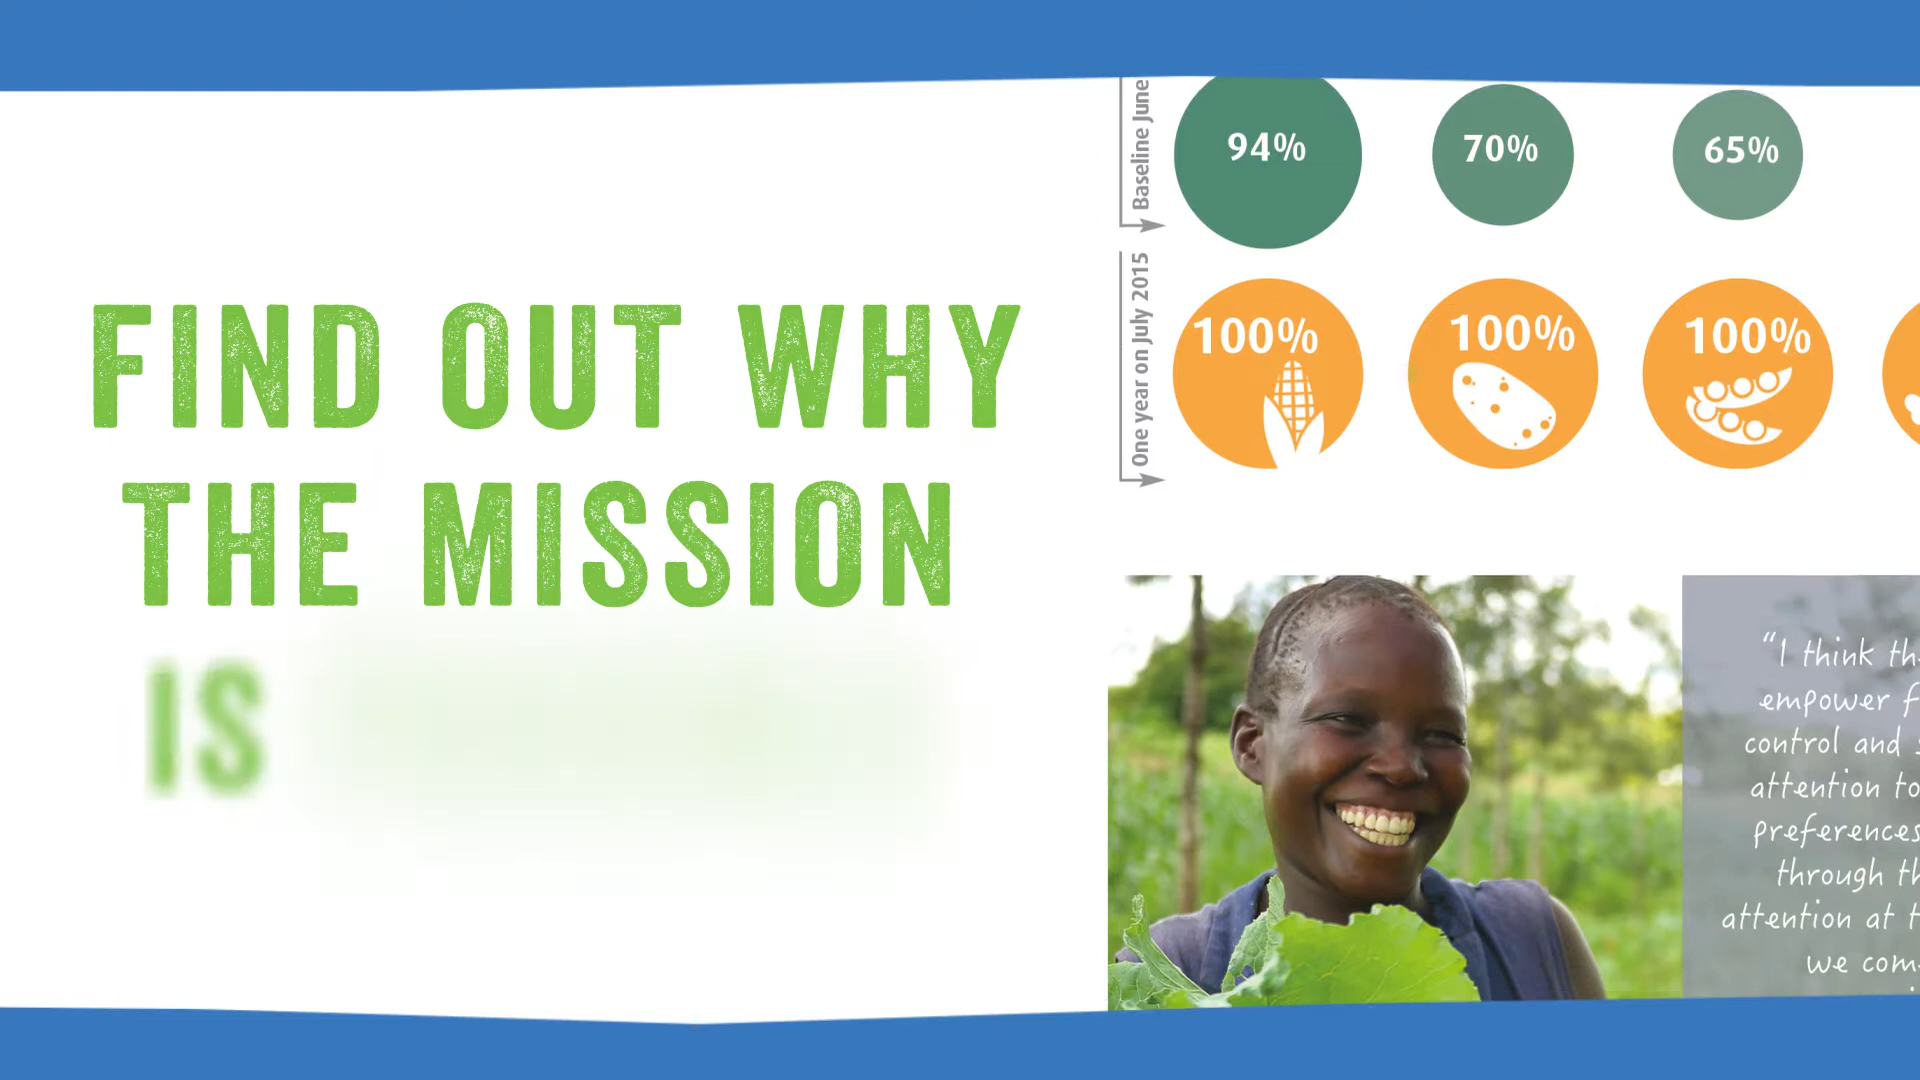 FIND OUT WHY
THE MISSION
IS
Baseline June
94%
70%
65%
One year on July 2015
100%
100%
100%
“I think th
empower f
control and
attention to
preferences
through th
attention at t
we com